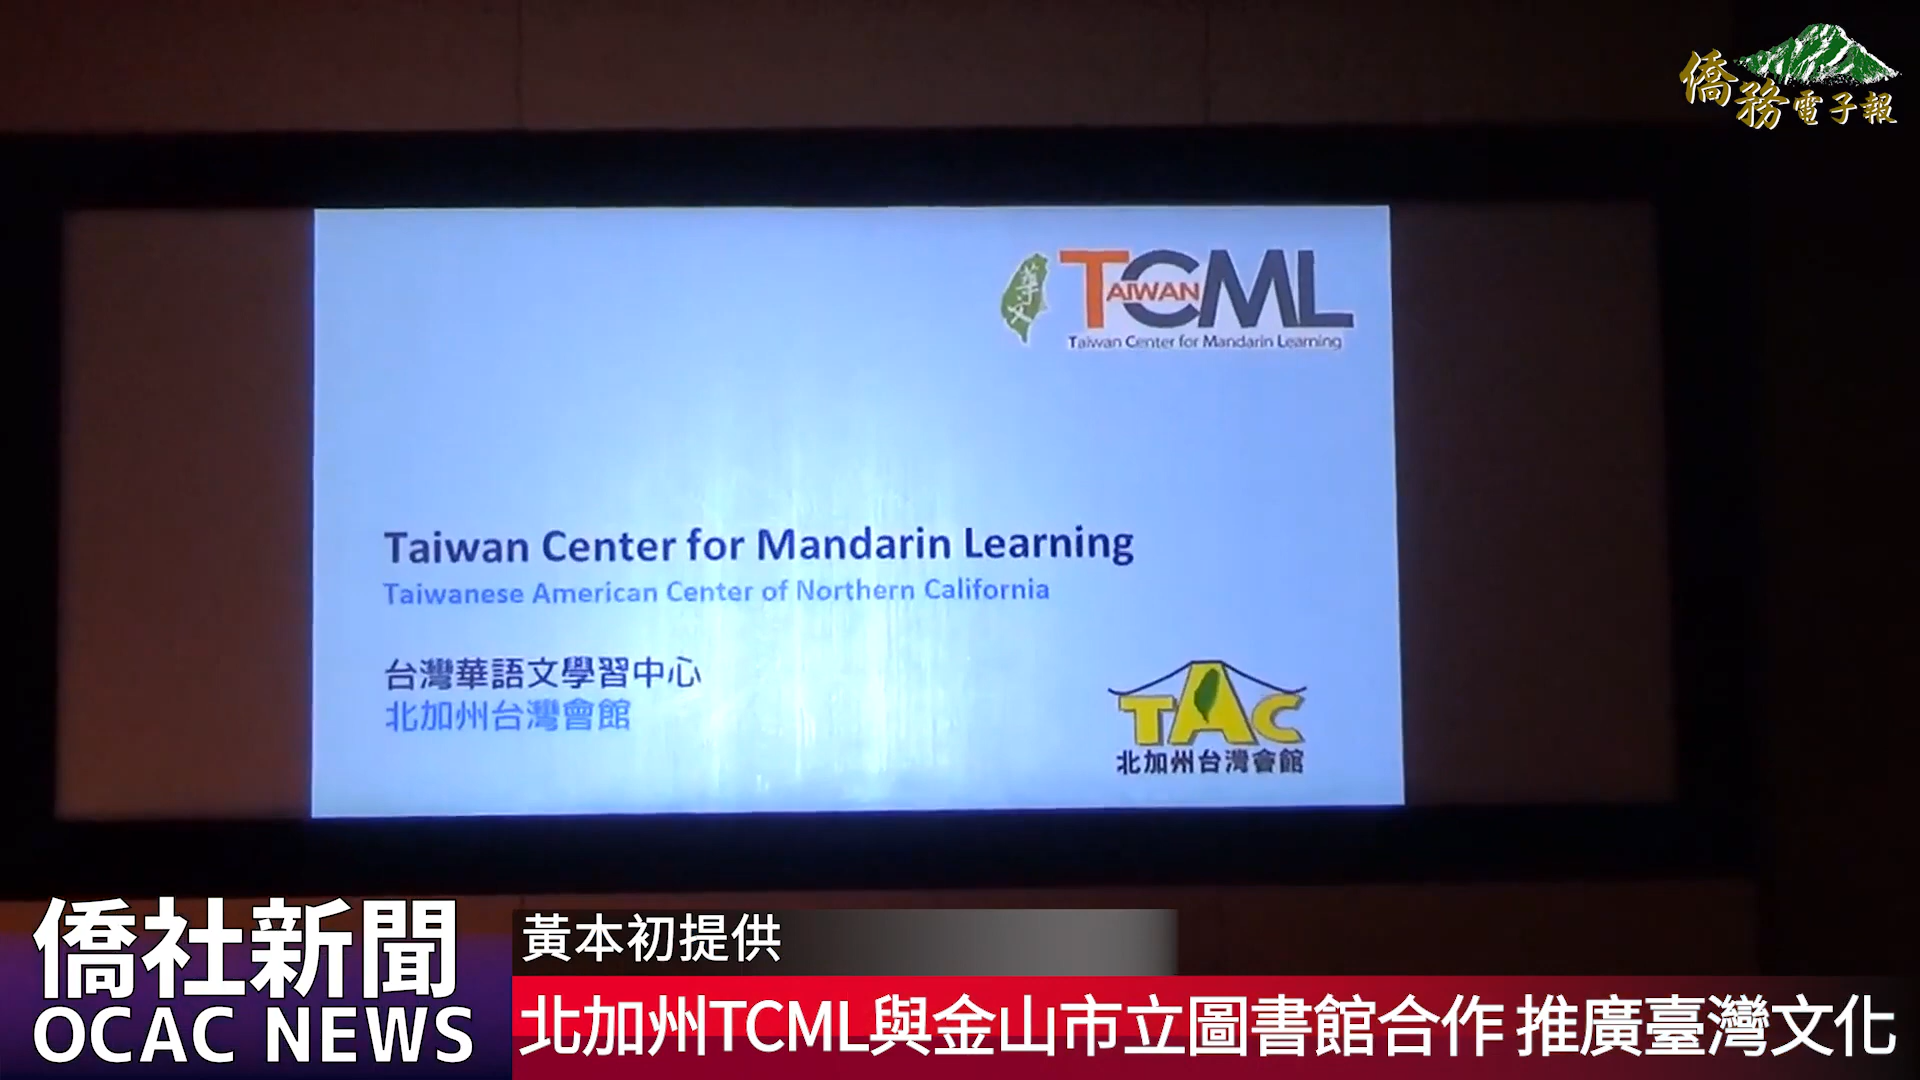 僑務電子報
華文
TAIWAN CML
Taiwan Center for Mandarin Learning
Taiwan Center for Mandarin Learning
Taiwanese American Center of Northern California
台灣華語文學習中心
北加州台灣會館
TAC
北加州台灣會館
僑社新聞
OCAC NEWS
黃本初提供
北加州TCML與金山市立圖書館合作 推廣臺灣文化